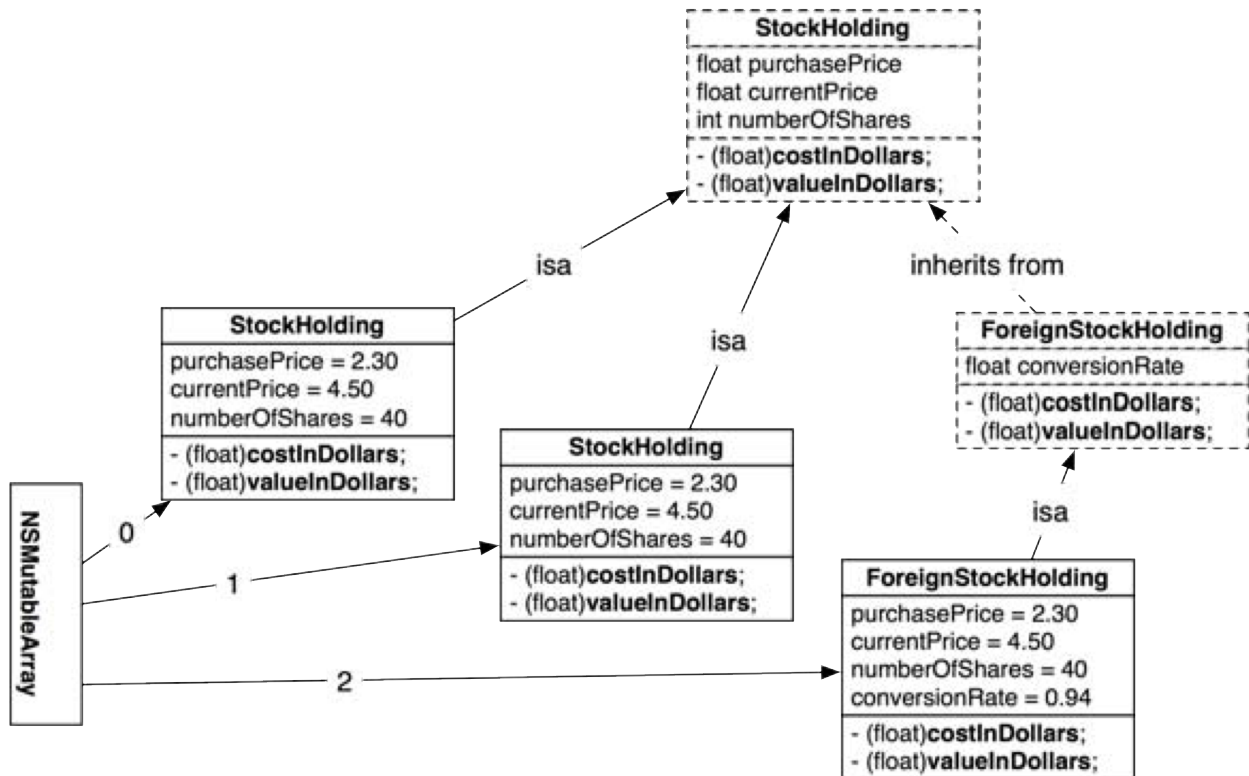 StockHolding
float purchasePrice
float currentPrice
int numberOfShares
- (float)costInDollars;
- (float)valueInDollars;
isa
inherits from
StockHolding
purchasePrice = 2.30
currentPrice = 4.50
numberOfShares = 40
- (float)costInDollars;
- (float)valueInDollars;
isa
ForeignStockHolding
float conversionRate
- (float)costInDollars;
- (float)valueInDollars;
StockHolding
purchasePrice = 2.30
currentPrice = 4.50
numberOfShares = 40
- (float)costInDollars;
- (float)valueInDollars;
isa
NSMutableArray
0
1
2
ForeignStockHolding
purchasePrice = 2.30
currentPrice = 4.50
numberOfShares = 40
conversionRate = 0.94
- (float)costInDollars;
- (float)valueInDollars;